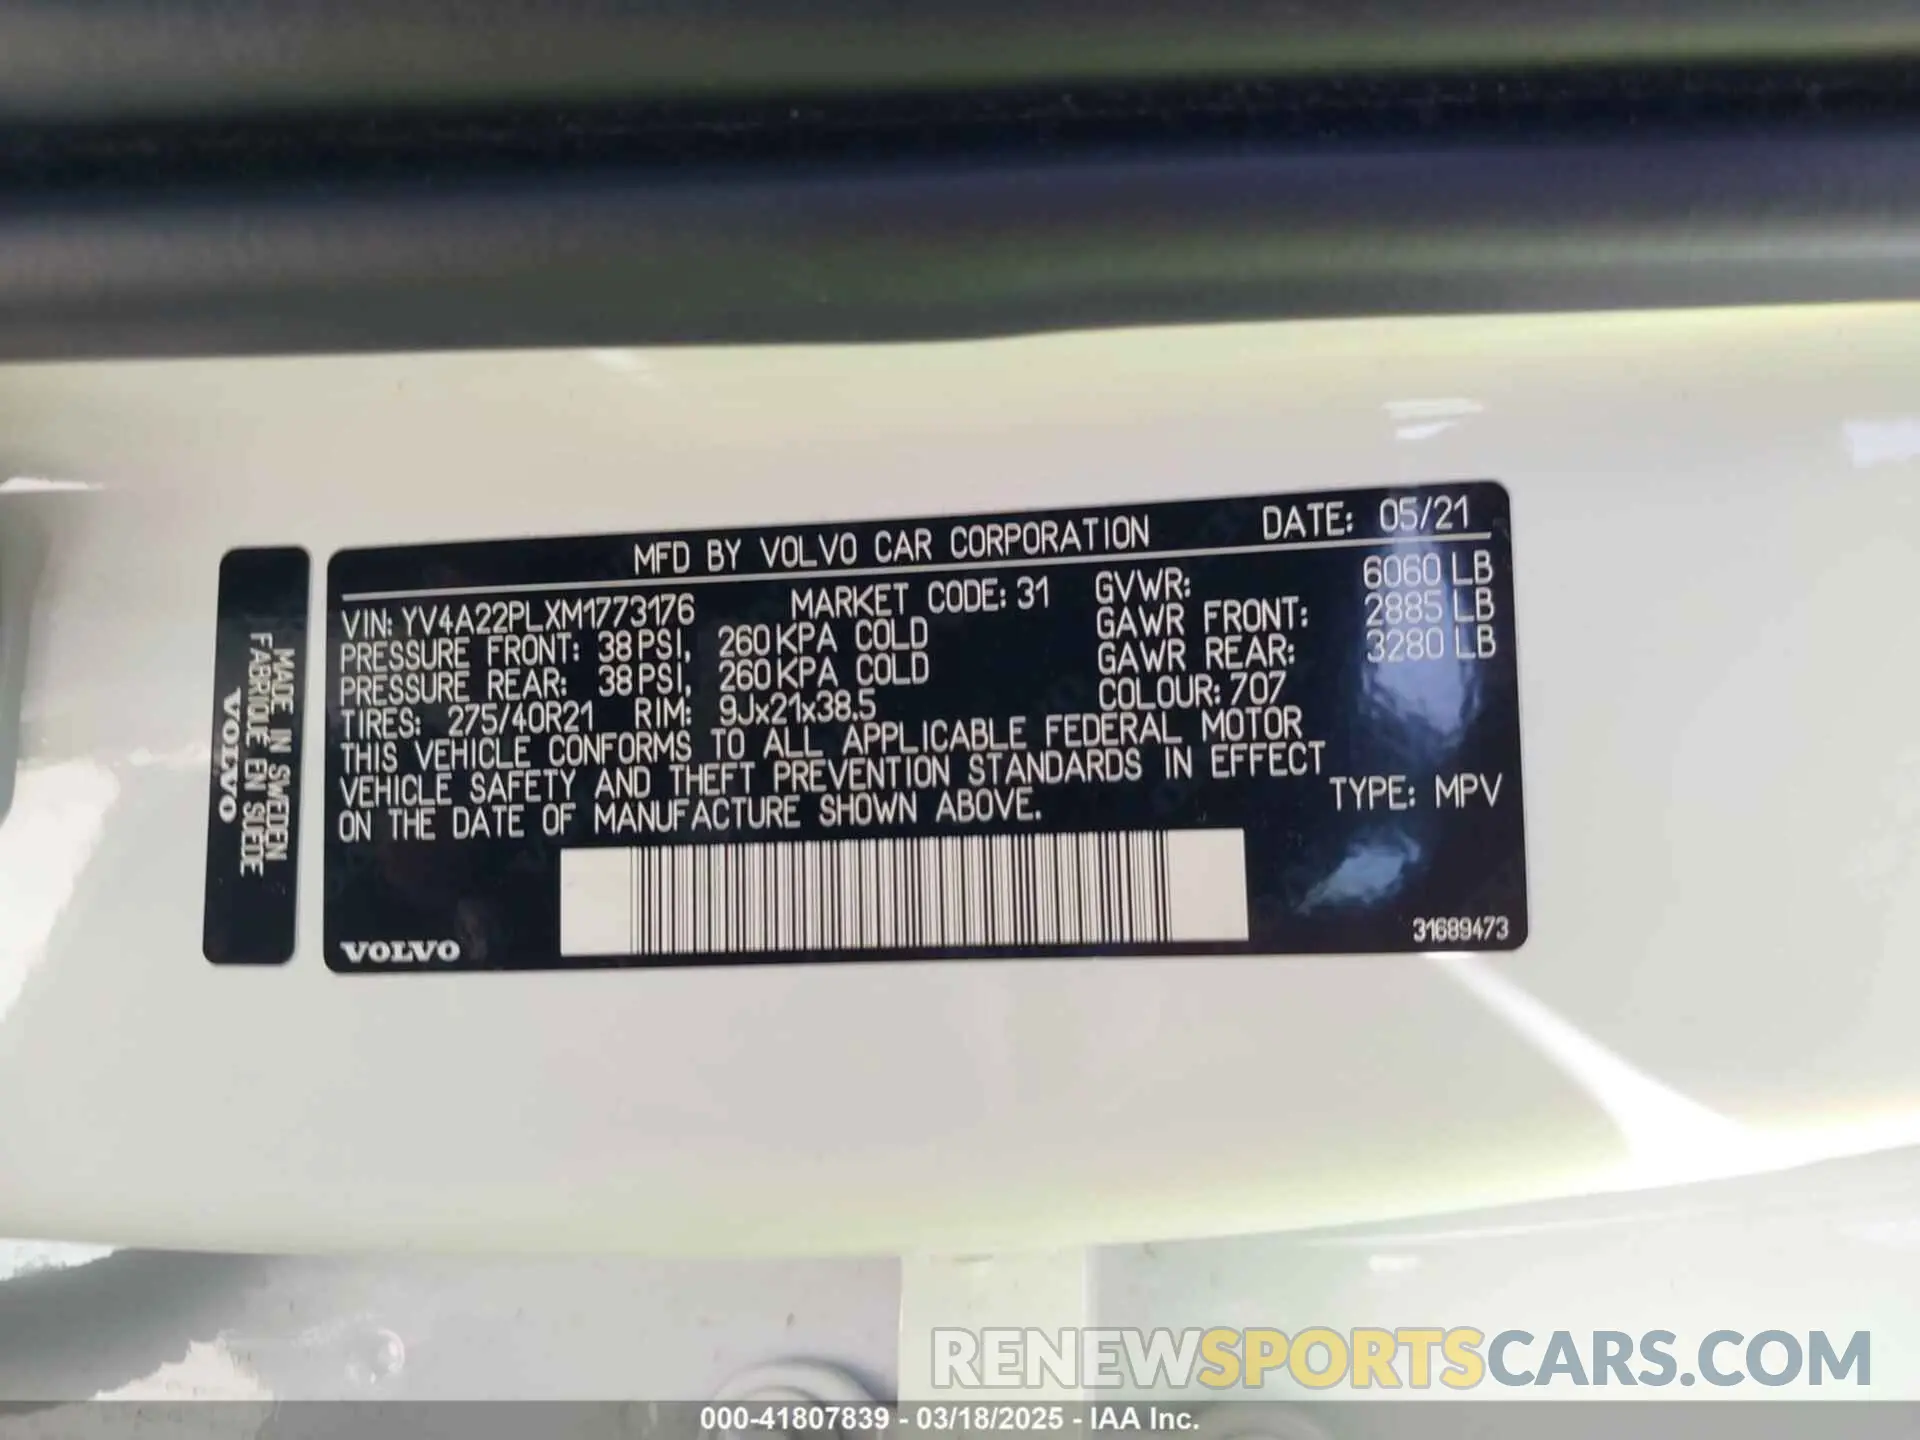 MFD BY VOLVO CAR CORPORATION DATE: 05/21
VIN: YV4A22PLXM1773176 MARKET CODE: 31 GVWR: 6060 LB
PRESSURE FRONT: 38 PSI, 260 KPA COLD GAWR FRONT: 2885 LB
PRESSURE REAR: 38 PSI, 260 KPA COLD GAWR REAR: 3280 LB
TIRES: 275/40R21 RIM: 9Jx21x38.5 COLOUR: 707
THIS VEHICLE CONFORMS TO ALL APPLICABLE FEDERAL MOTOR
VEHICLE SAFETY AND THEFT PREVENTION STANDARDS IN EFFECT
ON THE DATE OF MANUFACTURE SHOWN ABOVE.
TYPE: MPV
VOLVO
31689473
MADE IN SWEDEN
FABRIQUÉ EN SUÈDE
VOLVO
RENEWSPORTSCARS.COM
000-41807839 - 03/18/2025 - IAA Inc.